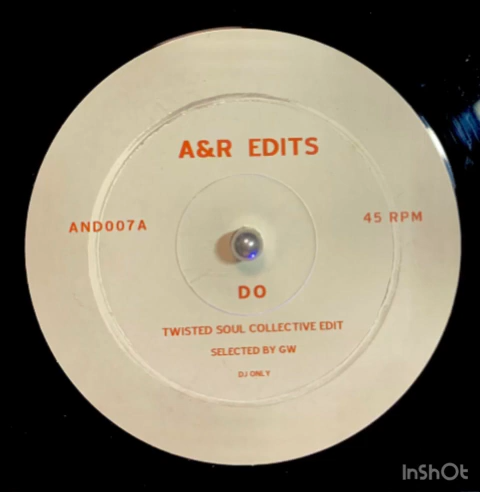 A&R EDITS
AND007A
45 RPM
DO
TWISTED SOUL COLLECTIVE EDIT
SELECTED BY GW
DJ ONLY
InShOt